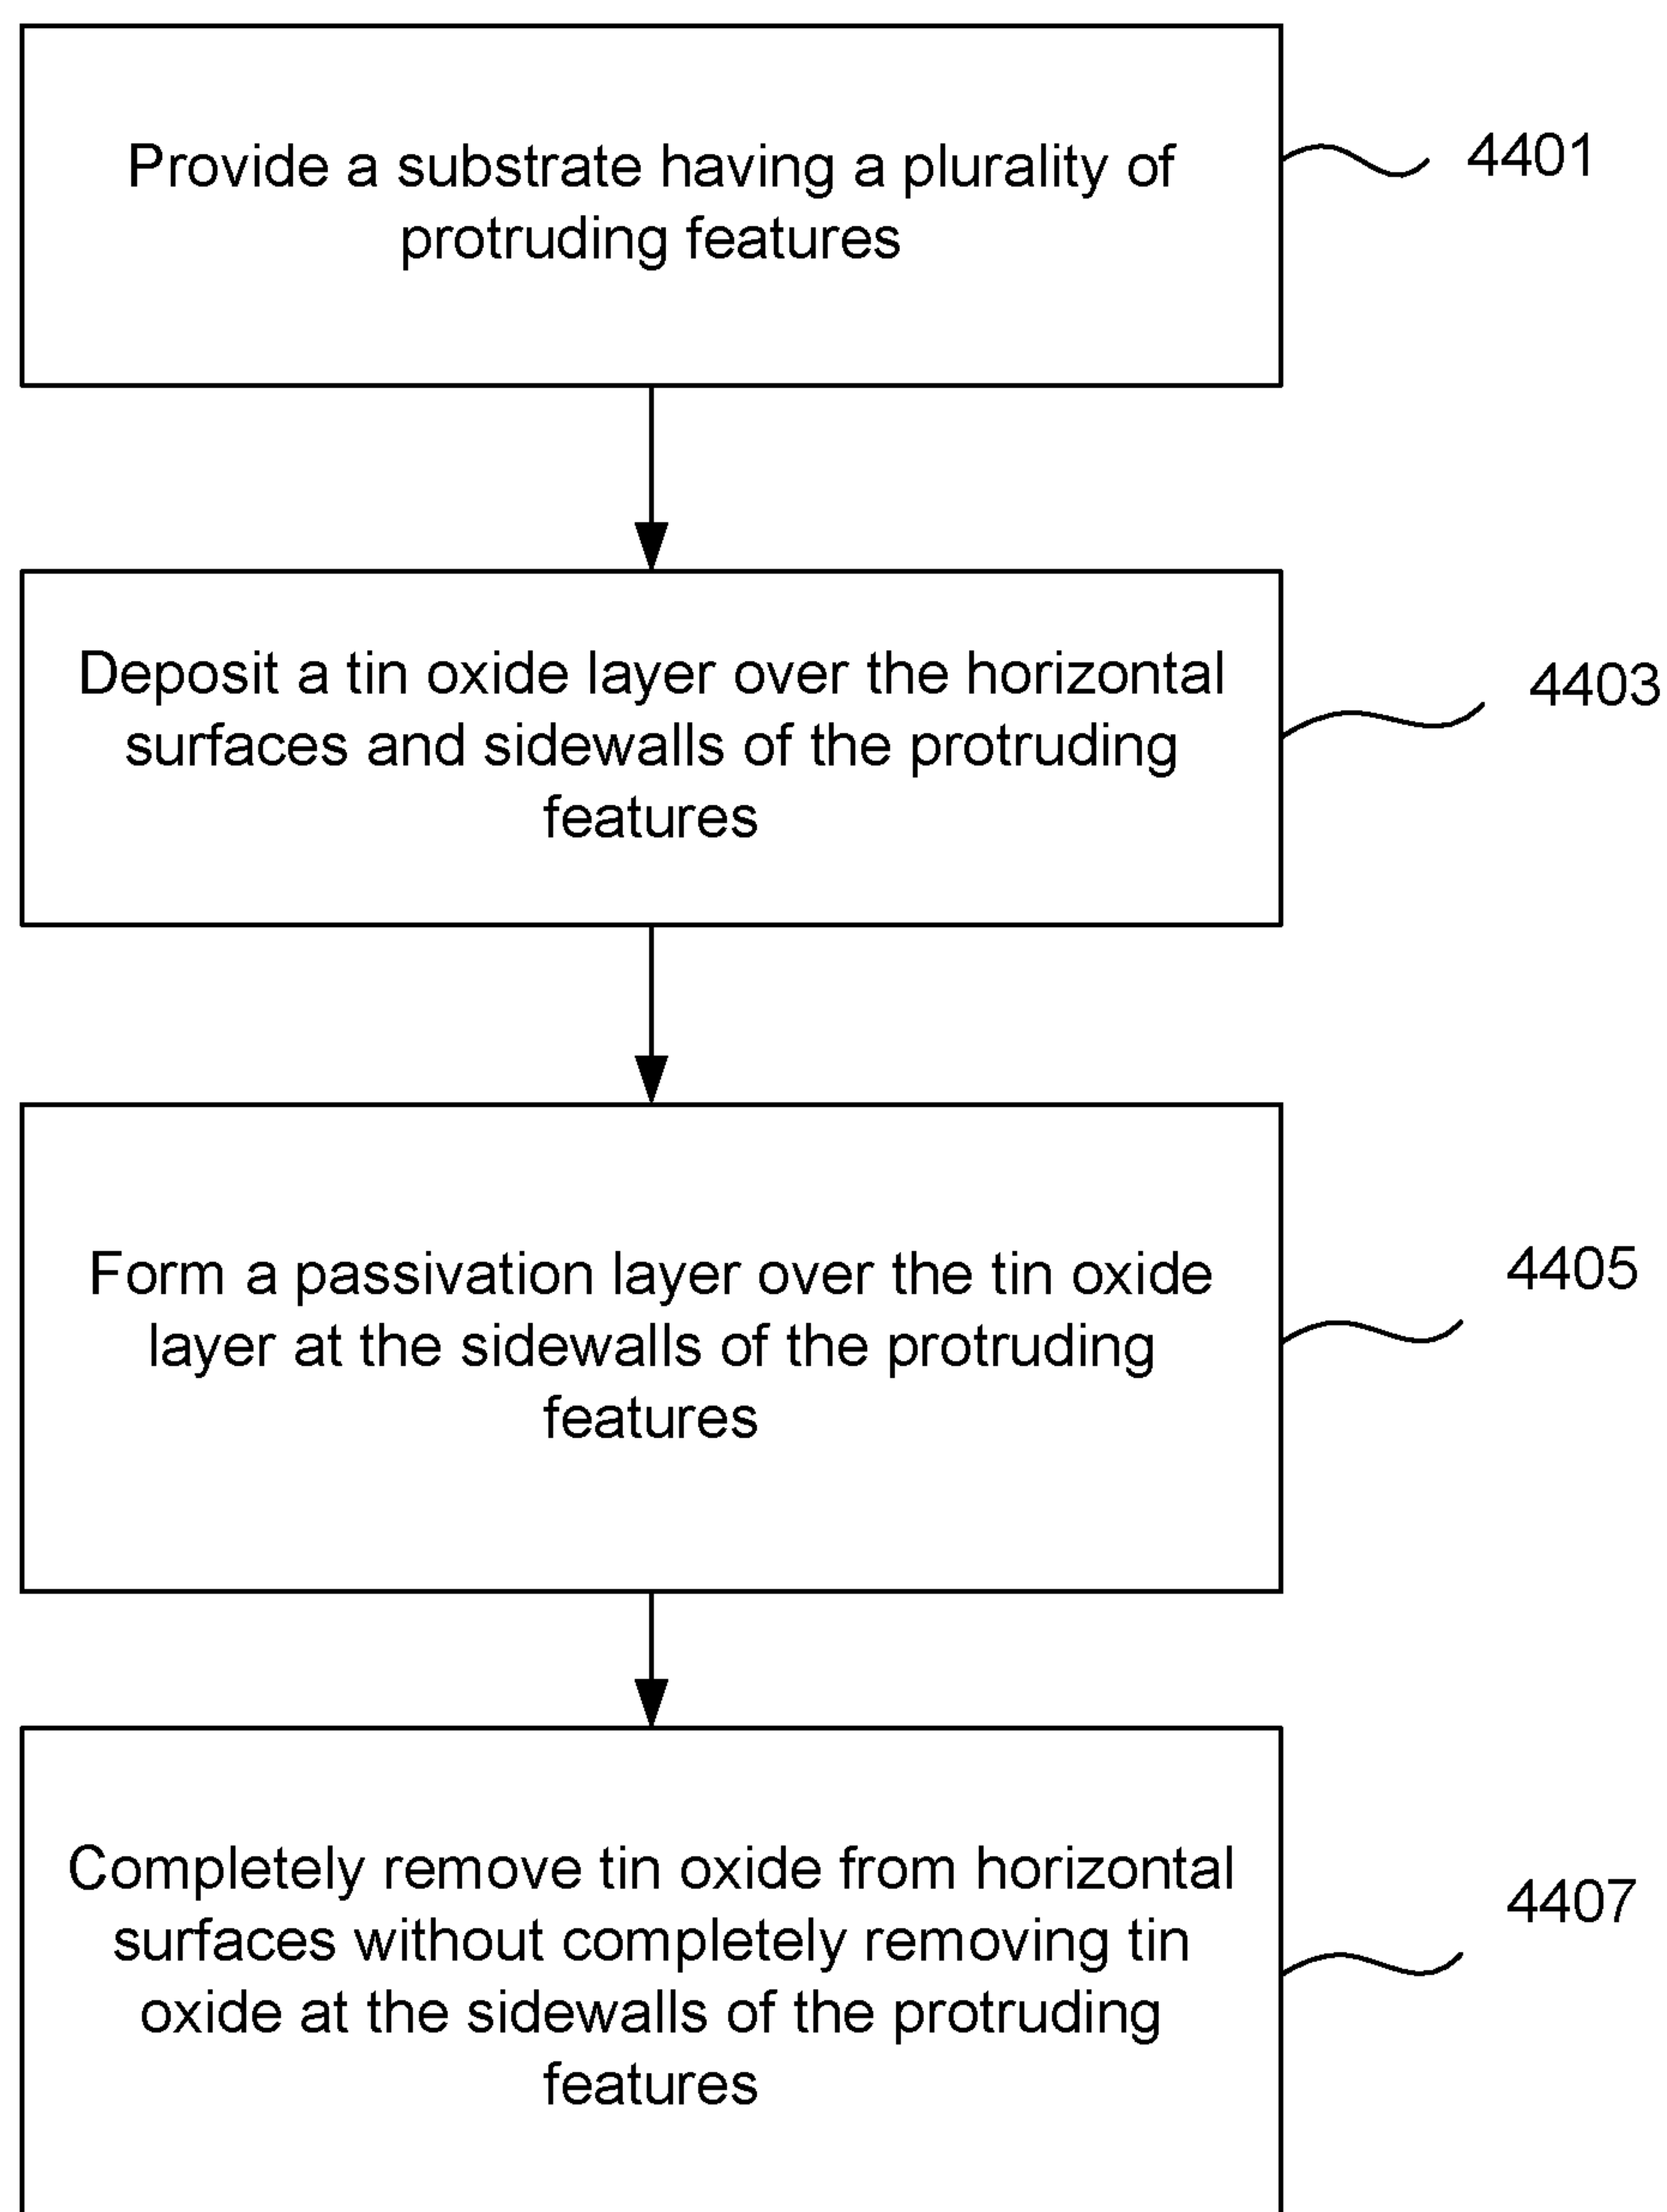 Provide a substrate having a plurality of
protruding features
4401
Deposit a tin oxide layer over the horizontal
surfaces and sidewalls of the protruding
features
4403
Form a passivation layer over the tin oxide
layer at the sidewalls of the protruding
features
4405
Completely remove tin oxide from horizontal
surfaces without completely removing tin
oxide at the sidewalls of the protruding
features
4407